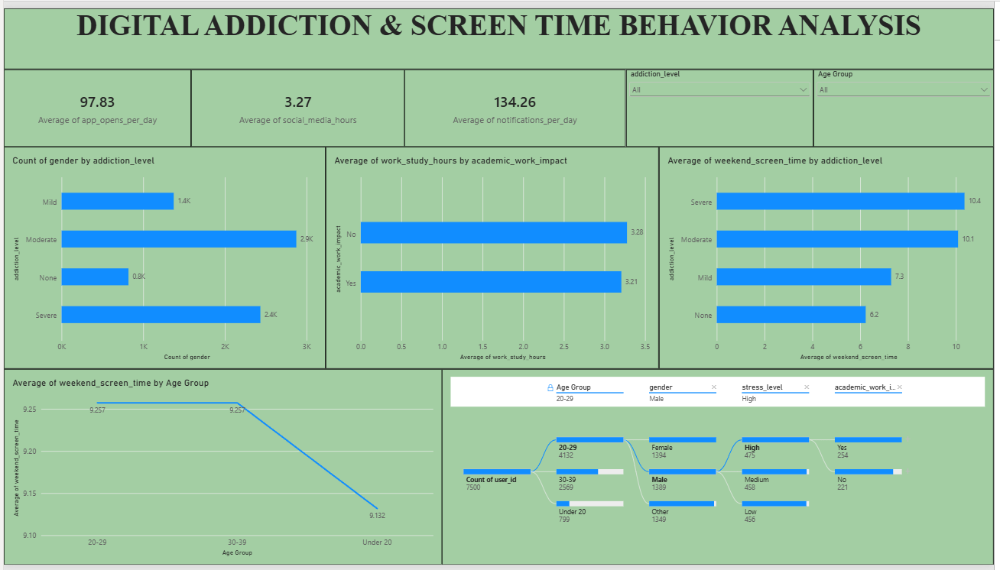 DIGITAL ADDICTION & SCREEN TIME BEHAVIOR ANALYSIS
97.83
Average of app_opens_per_day
3.27
Average of social_media_hours
134.26
Average of notifications_per_day
addiction_level
All
Age Group
All
Count of gender by addiction_level
addiction_level
Mild
1.4K
Moderate
2.9K
None
0.8K
Severe
2.4K
0K 1K 2K 3K
Count of gender
Average of work_study_hours by academic_work_impact
academic_work_impact
No
3.28
Yes
3.21
0.0 0.5 1.0 1.5 2.0 2.5 3.0 3.5
Average of work_study_hours
Average of weekend_screen_time by addiction_level
addiction_level
Severe
10.4
Moderate
10.1
Mild
7.3
None
6.2
0 2 4 6 8 10
Average of weekend_screen_time
Average of weekend_screen_time by Age Group
Average of weekend_screen_time
9.25
9.20
9.15
9.10
9.257
9.257
9.132
20-29 30-39 Under 20
Age Group
Age Group
20-29
gender
Male
stress_level
High
academic_work_i...
Count of user_id
7500
20-29
4132
30-39
2569
Under 20
799
Female
1394
Male
1389
Other
1349
High
475
Medium
458
Low
456
Yes
254
No
221